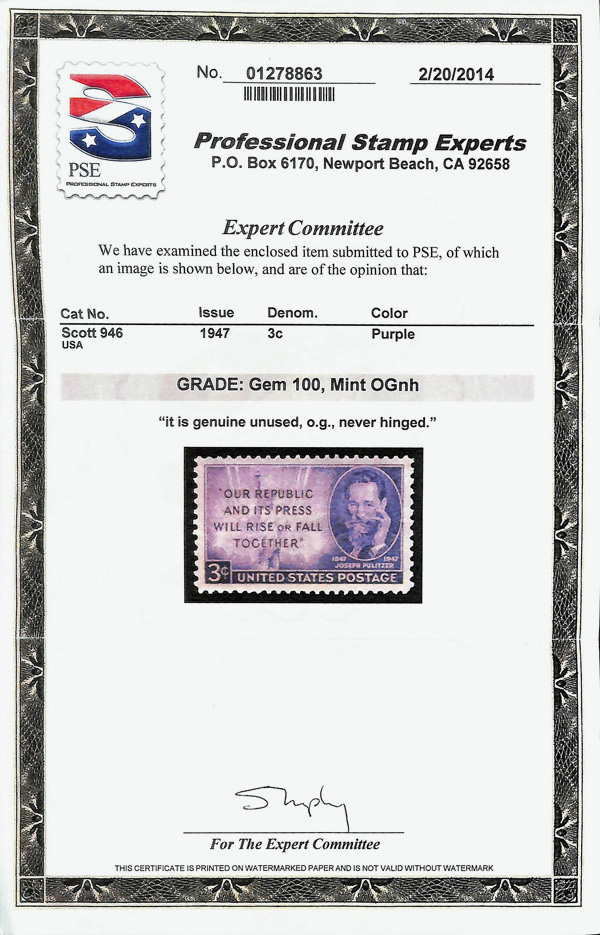 No. 01278863 2/20/2014
PSE
PROFESSIONAL STAMP EXPERTS
Professional Stamp Experts
P.O. Box 6170, Newport Beach, CA 92658
Expert Committee
We have examined the enclosed item submitted to PSE, of which
an image is shown below, and are of the opinion that:
Cat No. Issue Denom. Color
Scott 946 1947 3c Purple
USA
GRADE: Gem 100, Mint OGnh
“it is genuine unused, o.g., never hinged.”
"OUR REPUBLIC
AND ITS PRESS
WILL RISE OR FALL
TOGETHER"
1847 1947
JOSEPH PULITZER
3¢ UNITED STATES POSTAGE
For The Expert Committee
THIS CERTIFICATE IS PRINTED ON WATERMARKED PAPER AND IS NOT VALID WITHOUT WATERMARK